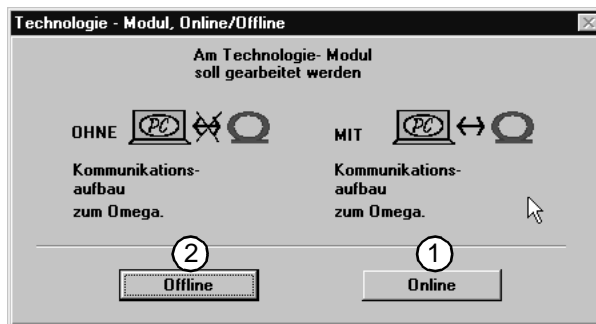 Technologie - Modul, Online/Offline
Am Technologie- Modul
soll gearbeitet werden
OHNE PC
Kommunikations-
aufbau
zum Omega.
MIT PC
Kommunikations-
aufbau
zum Omega.
2
Offline
1
Online